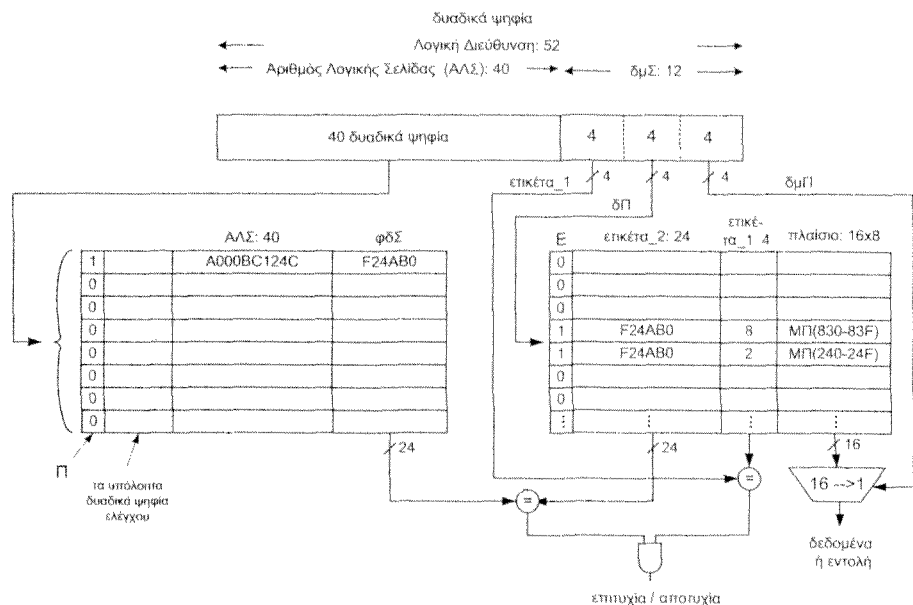 δυαδικά ψηφία
Λογική Διεύθυνση: 52
Αριθμός Λογικής Σελίδας (ΑΛΣ): 40
δμΣ: 12
40 δυαδικά ψηφία
4
4
4
ετικέτα_1
4
4
4
δΠ
δμΠ
ΑΛΣ: 40
φδΣ
1
A000BC124C
F24AB0
0
0
0
0
0
0
0
Π
τα υπόλοιπα
δυαδικά ψηφία
ελέγχου
24
Ε
ετικέτα_2: 24
ετικέ-
τα_1 4
πλαίσιο: 16x8
0
0
0
1
F24AB0
8
ΜΠ(830-83F)
1
F24AB0
2
ΜΠ(240-24F)
0
0
24
16
=
=
16 -->1
δεδομένα
ή εντολή
επιτυχία / αποτυχία